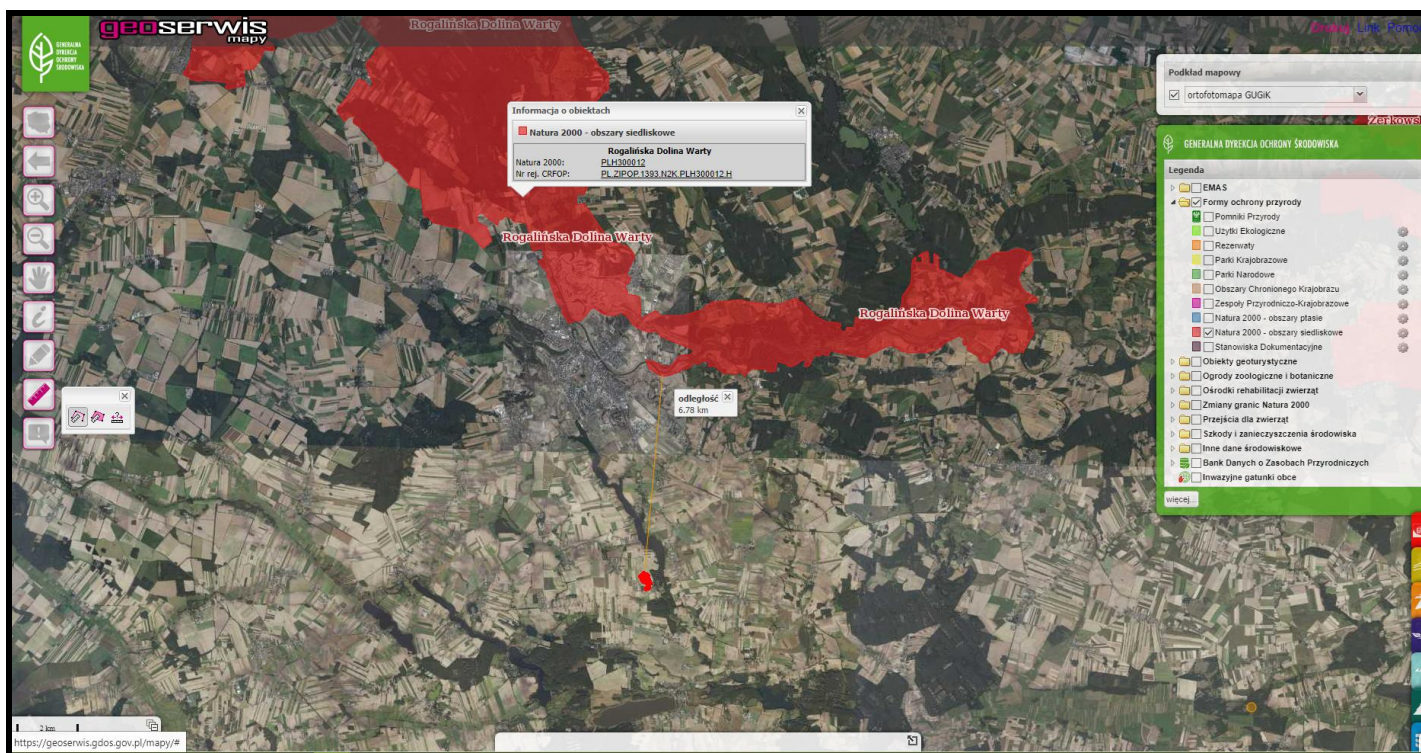 GENERALNA
DYREKCJA
OCHRONY
ŚRODOWISKA
geoserwis
mapy
Rogalińska Dolina Warty
Drukuj Link Pomoc
Podkład mapowy
ortofotomapa GUGiK
Żerkows
Informacja o obiektach
Natura 2000 - obszary siedliskowe
Rogalińska Dolina Warty
Natura 2000: PLH300012
Nr rej. CRFOP: PL.ZIPOP.1393.N2K.PLH300012.H
Rogalińska Dolina Warty
Rogalińska Dolina Warty
odległość
6.78 km
GENERALNA DYREKCJA OCHRONY ŚRODOWISKA
Legenda
EMAS
Formy ochrony przyrody
Pomniki Przyrody
Użytki Ekologiczne
Rezerwaty
Parki Krajobrazowe
Parki Narodowe
Obszary Chronionego Krajobrazu
Zespoły Przyrodniczo-Krajobrazowe
Natura 2000 - obszary ptasie
Natura 2000 - obszary siedliskowe
Stanowiska Dokumentacyjne
Obiekty geoturystyczne
Ogrody zoologiczne i botaniczne
Ośrodki rehabilitacji zwierząt
Zmiany granic Natura 2000
Przejścia dla zwierząt
Szkody i zanieczyszczenia środowiska
Inne dane środowiskowe
Bank Danych o Zasobach Przyrodniczych
Inwazyjne gatunki obce
więcej...
2 km
https://geoserwis.gdos.gov.pl/mapy/#